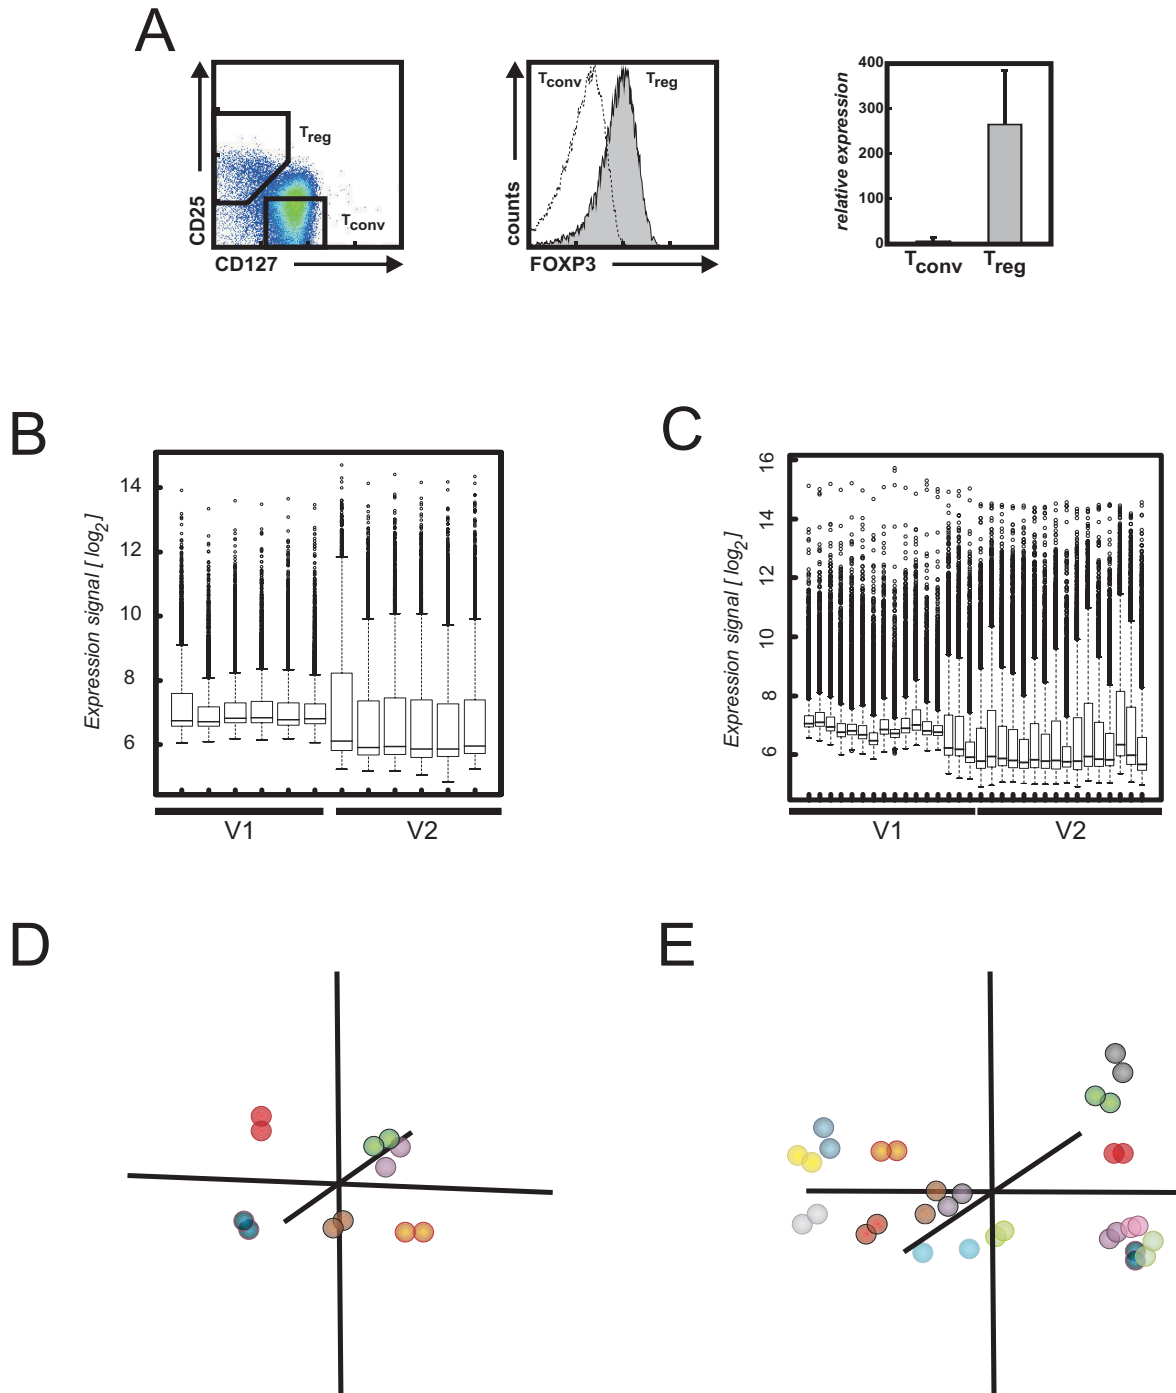 A
CD25
CD127
Treg
Tconv
counts
FOXP3
Tconv
Treg
relative expression
400
300
200
100
0
Tconv
Treg
B
Expression signal [ log2]
14
12
10
8
6
V1
V2
C
Expression signal [ log2]
16
14
12
10
8
6
V1
V2
D
E